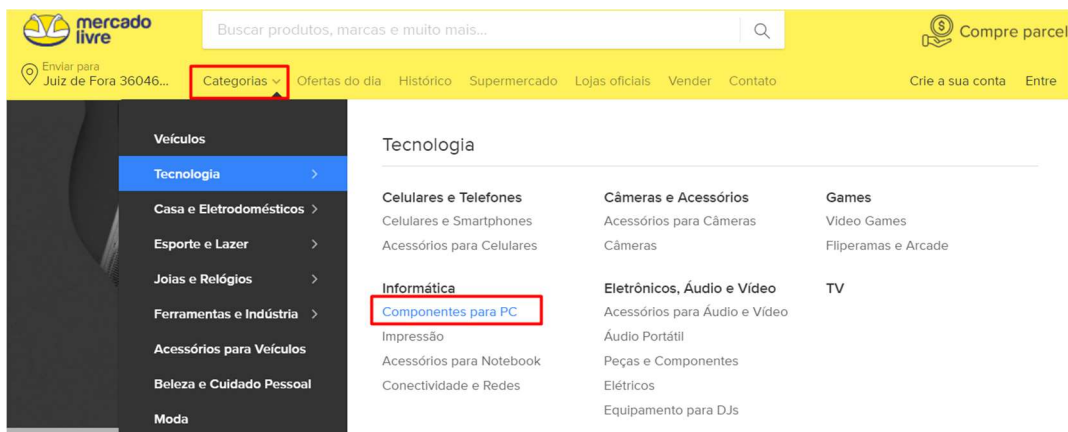 mercado
livre
Buscar produtos, marcas e muito mais...
Compre parcel
Enviar para
Juiz de Fora 36046...
Categorias
Ofertas do dia
Histórico
Supermercado
Lojas oficiais
Vender
Contato
Crie a sua conta
Entre
Veículos
Tecnologia
Casa e Eletrodomésticos
Esporte e Lazer
Joias e Relógios
Ferramentas e Indústria
Acessórios para Veículos
Beleza e Cuidado Pessoal
Moda
Tecnologia
Celulares e Telefones
Celulares e Smartphones
Acessórios para Celulares
Informática
Componentes para PC
Impressão
Acessórios para Notebook
Conectividade e Redes
Câmeras e Acessórios
Acessórios para Câmeras
Câmeras
Eletrônicos, Áudio e Vídeo
Acessórios para Áudio e Vídeo
Áudio Portátil
Peças e Componentes
Elétricos
Equipamento para DJs
Games
Video Games
Fliperamas e Arcade
TV